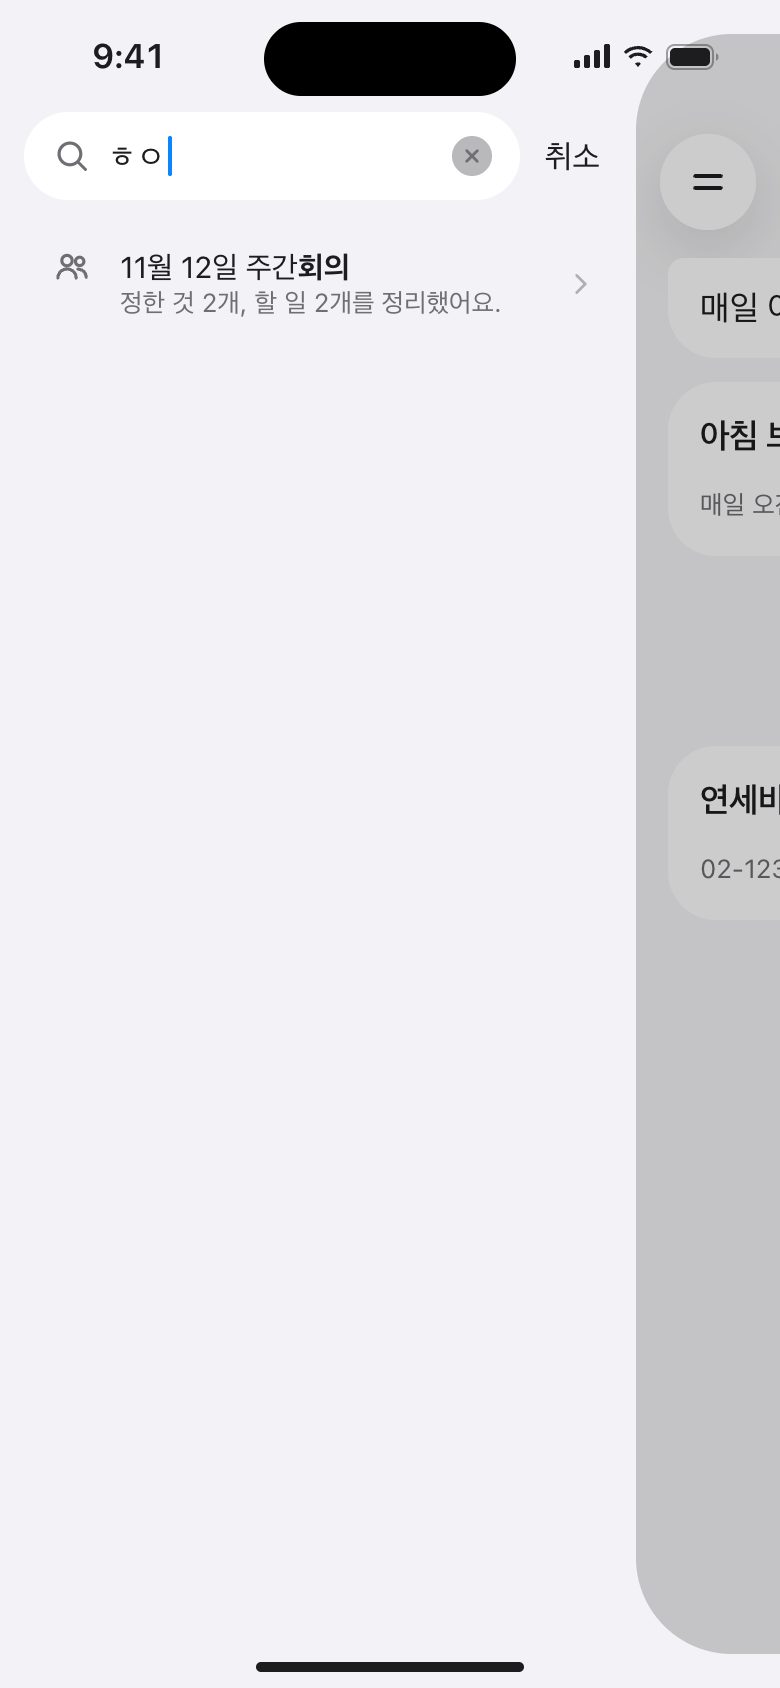 9:41
ㅎㅇ
취소
11월 12일 주간회의
정한 것 2개, 할 일 2개를 정리했어요.
매일
아침
매일
연세
02-123